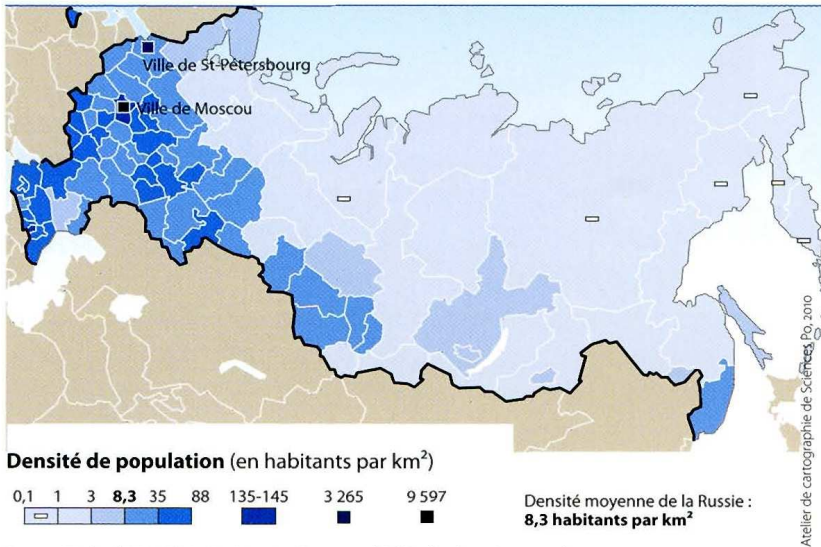 Ville de St-Pétersbourg
Ville de Moscou
Densité de population (en habitants par km²)
0,1 1 3 8,3 35 88 135-145 3 265 9 597
Densité moyenne de la Russie :
8,3 habitants par km²
Atelier de cartographie de Sciences Po, 2010